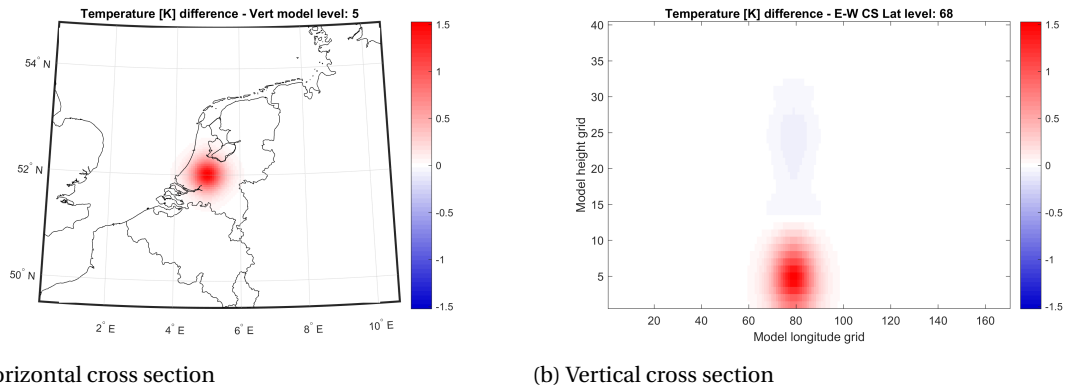 Temperature [K] difference - Vert model level: 5
54° N
52° N
50° N
2° E
4° E
6° E
8° E
10° E
1.5
1
0.5
0
-0.5
-1
-1.5
orizontal cross section
Temperature [K] difference - E-W CS Lat level: 68
Model height grid
40
35
30
25
20
15
10
5
20
40
60
80
100
120
140
160
Model longitude grid
1.5
1
0.5
0
-0.5
-1
-1.5
(b) Vertical cross section